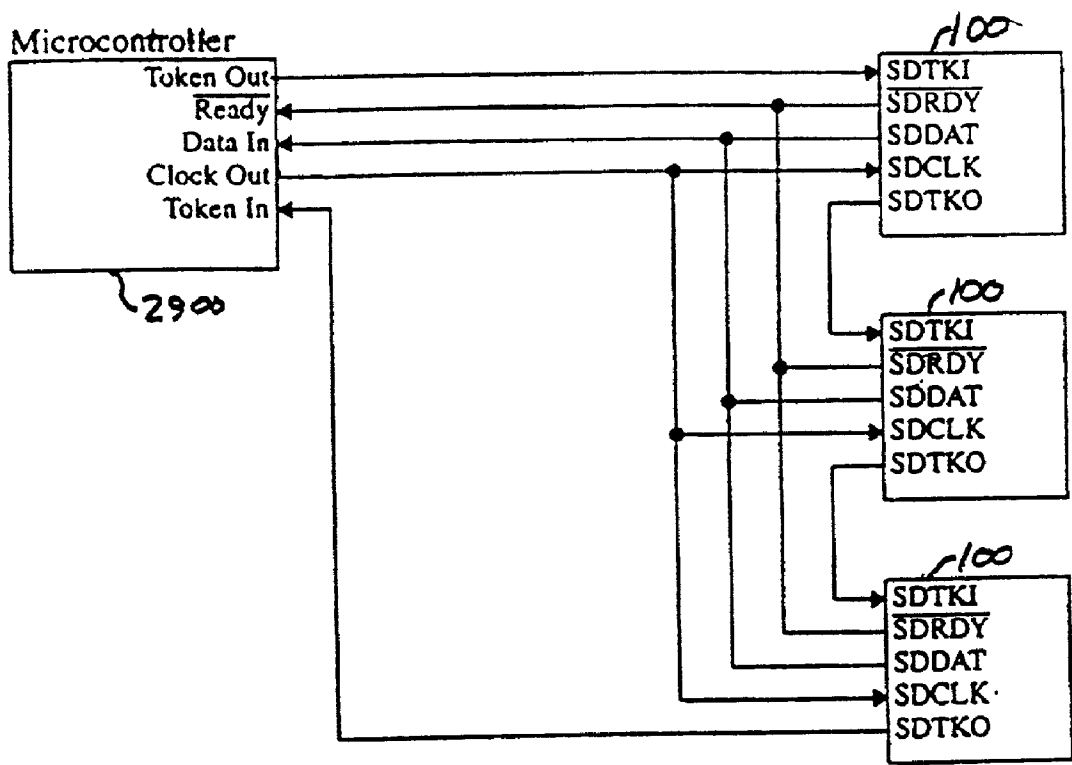 Microcontroller
Token Out
Ready
Data In
Clock Out
Token In
2900
100
SDTKI
SDRDY
SDDAT
SDCLK
SDTKO
100
SDTKI
SDRDY
SDDAT
SDCLK
SDTKO
100
SDTKI
SDRDY
SDDAT
SDCLK
SDTKO